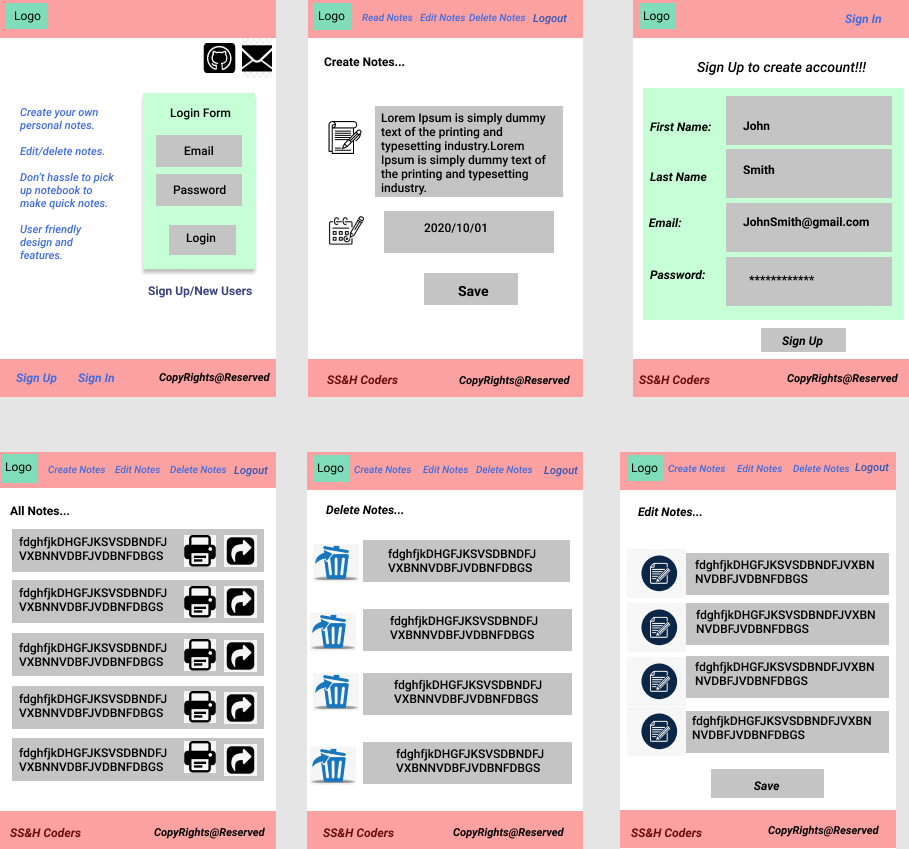 Logo
Create your own
personal notes.
Edit/delete notes.
Don't hassle to pick
up notebook to
make quick notes.
User friendly
design and
features.
Login Form
Email
Password
Login
Sign Up/New Users
Sign Up Sign In CopyRights@Reserved
Logo Read Notes Edit Notes Delete Notes Logout
Create Notes...
Lorem Ipsum is simply dummy
text of the printing and
typesetting industry.Lorem
Ipsum is simply dummy text of
the printing and typesetting
industry.
2020/10/01
Save
SS&H Coders CopyRights@Reserved
Logo Sign In
Sign Up to create account!!!
First Name: John
Last Name Smith
Email: JohnSmith@gmail.com
Password: ************
Sign Up
SS&H Coders CopyRights@Reserved
Logo Create Notes Edit Notes Delete Notes Logout
All Notes...
fdghfjkDHGFJKSVSDBNDFJ
VXBNNVDBFJVDBNFDBGS
fdghfjkDHGFJKSVSDBNDFJ
VXBNNVDBFJVDBNFDBGS
fdghfjkDHGFJKSVSDBNDFJ
VXBNNVDBFJVDBNFDBGS
fdghfjkDHGFJKSVSDBNDFJ
VXBNNVDBFJVDBNFDBGS
fdghfjkDHGFJKSVSDBNDFJ
VXBNNVDBFJVDBNFDBGS
SS&H Coders CopyRights@Reserved
Logo Create Notes Edit Notes Delete Notes Logout
Delete Notes...
fdghfjkDHGFJKSVSDBNDFJ
VXBNNVDBFJVDBNFDBGS
fdghfjkDHGFJKSVSDBNDFJ
VXBNNVDBFJVDBNFDBGS
fdghfjkDHGFJKSVSDBNDFJ
VXBNNVDBFJVDBNFDBGS
fdghfjkDHGFJKSVSDBNDFJ
VXBNNVDBFJVDBNFDBGS
SS&H Coders CopyRights@Reserved
Logo Create Notes Edit Notes Delete Notes Logout
Edit Notes...
fdghfjkDHGFJKSVSDBNDFJVXBN
NVDBFJVDBNFDBGS
fdghfjkDHGFJKSVSDBNDFJVXBN
NVDBFJVDBNFDBGS
fdghfjkDHGFJKSVSDBNDFJVXBN
NVDBFJVDBNFDBGS
fdghfjkDHGFJKSVSDBNDFJVXBN
NVDBFJVDBNFDBGS
Save
SS&H Coders CopyRights@Reserved